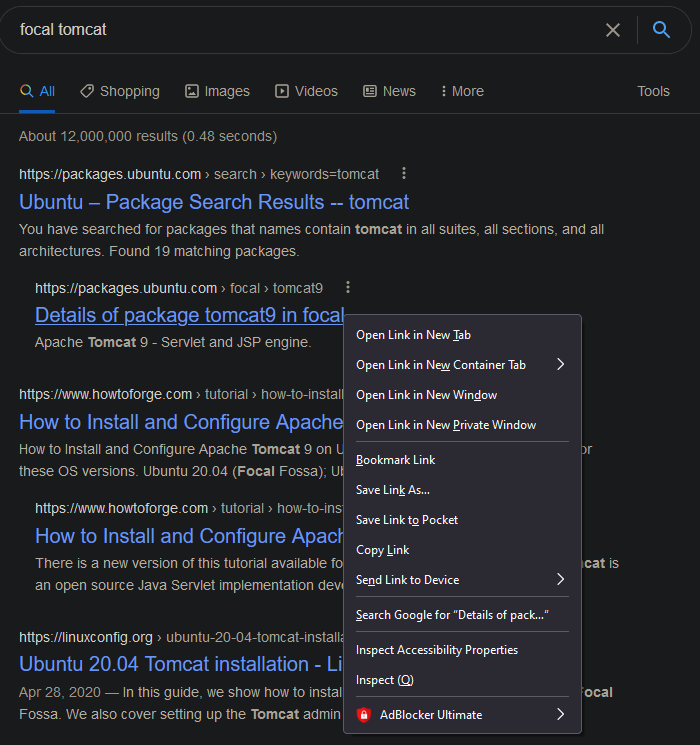 focal tomcat
All Shopping Images Videos News More Tools
About 12,000,000 results (0.48 seconds)
https://packages.ubuntu.com › search › keywords=tomcat
Ubuntu – Package Search Results -- tomcat
You have searched for packages that names contain tomcat in all suites, all sections, and all
architectures. Found 19 matching packages.
https://packages.ubuntu.com › focal › tomcat9
Details of package tomcat9 in focal
Apache Tomcat 9 - Servlet and JSP engine.
https://www.howtoforge.com › tutorial › how-to-install
How to Install and Configure Apache
How to Install and Configure Apache Tomcat 9 on U or
these OS versions. Ubuntu 20.04 (Focal Fossa); Ub
https://www.howtoforge.com › tutorial › how-to-ins
How to Install and Configure Apach
There is a new version of this tutorial available fo cat is
an open source Java Servlet implementation deve
https://linuxconfig.org › ubuntu-20-04-tomcat-installa
Ubuntu 20.04 Tomcat installation - Li
Apr 28, 2020 — In this guide, we show how to install Focal
Fossa. We also cover setting up the Tomcat admin
Open Link in New Tab
Open Link in New Container Tab
Open Link in New Window
Open Link in New Private Window
Bookmark Link
Save Link As...
Save Link to Pocket
Copy Link
Send Link to Device
Search Google for “Details of pack...”
Inspect Accessibility Properties
Inspect (Q)
AdBlocker Ultimate